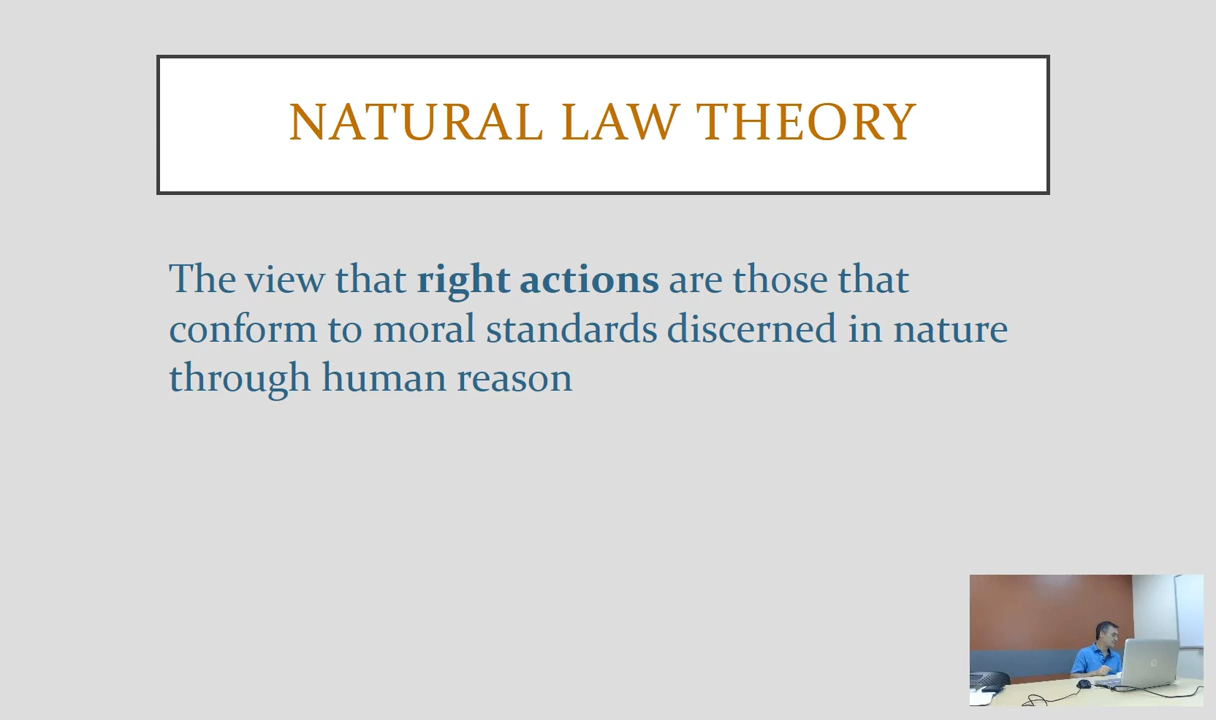 NATURAL LAW THEORY
The view that right actions are those that
conform to moral standards discerned in nature
through human reason